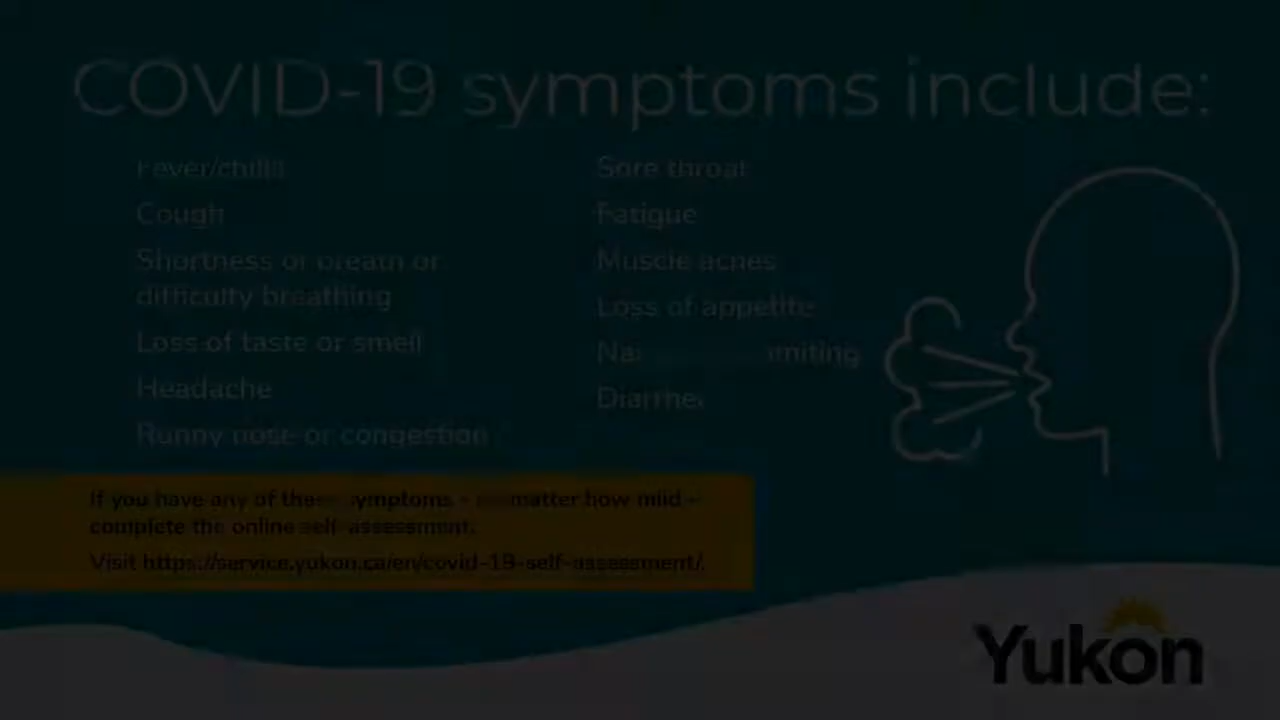 COVID-19 symptoms include:
Fever/chills
Cough
Shortness of breath or
difficulty breathing
Loss of taste or smell
Headache
Runny nose or congestion
Sore throat
Fatigue
Muscle aches
Loss of appetite
Diarrhea
If you have any of these symptoms - no matter how mild -
complete the online self-assessment.
Visit https://service.yukon.ca/en/covid-19-self-assessment/.
Yukon